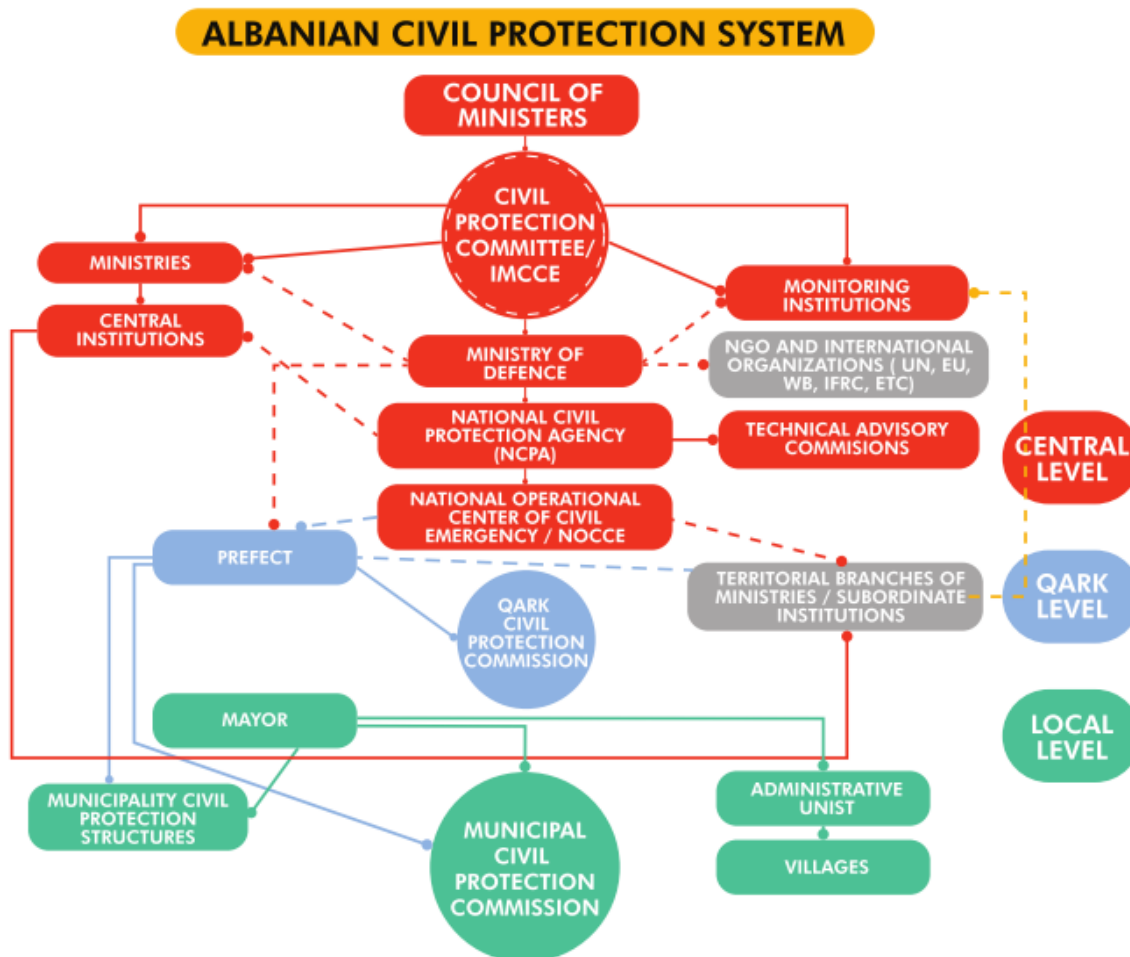 ALBANIAN CIVIL PROTECTION SYSTEM
COUNCIL OF
MINISTERS
CIVIL
PROTECTION
COMMITTEE/
IMCCE
MINISTRIES
MONITORING
INSTITUTIONS
CENTRAL
INSTITUTIONS
MINISTRY OF
DEFENCE
NGO AND INTERNATIONAL
ORGANIZATIONS ( UN, EU,
WB, IFRC, ETC)
NATIONAL CIVIL
PROTECTION AGENCY
(NCPA)
TECHNICAL ADVISORY
COMMISIONS
CENTRAL
LEVEL
NATIONAL OPERATIONAL
CENTER OF CIVIL
EMERGENCY / NOCCE
PREFECT
TERRITORIAL BRANCHES OF
MINISTRIES / SUBORDINATE
INSTITUTIONS
QARK
LEVEL
QARK
CIVIL
PROTECTION
COMMISSION
MAYOR
LOCAL
LEVEL
MUNICIPALITY CIVIL
PROTECTION
STRUCTURES
MUNICIPAL
CIVIL
PROTECTION
COMMISSION
ADMINISTRATIVE
UNIST
VILLAGES